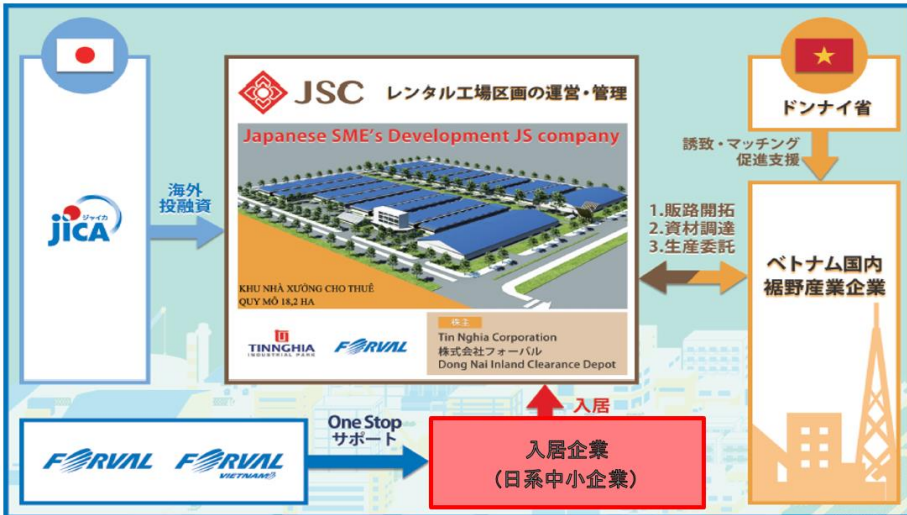 ジャイカ
jICA
海外
投融資
JSC レンタル工場区画の運営・管理
Japanese SME's Development JS company
KHU NHÀ XƯỞNG CHO THUÊ
QUY MÔ 18,2 HA
TINNGHIA
INDUSTRIAL PARK
FORVAL
株主
Tin Nghia Corporation
株式会社フォーバル
Dong Nai Inland Clearance Depot
ドンナイ省
誘致・マッチング
促進支援
1.販路開拓
2.資材調達
3.生産委託
ベトナム国内
裾野産業企業
入居
FORVAL
FORVAL
VIETNAM
One Stop
サポート
入居企業
(日系中小企業)